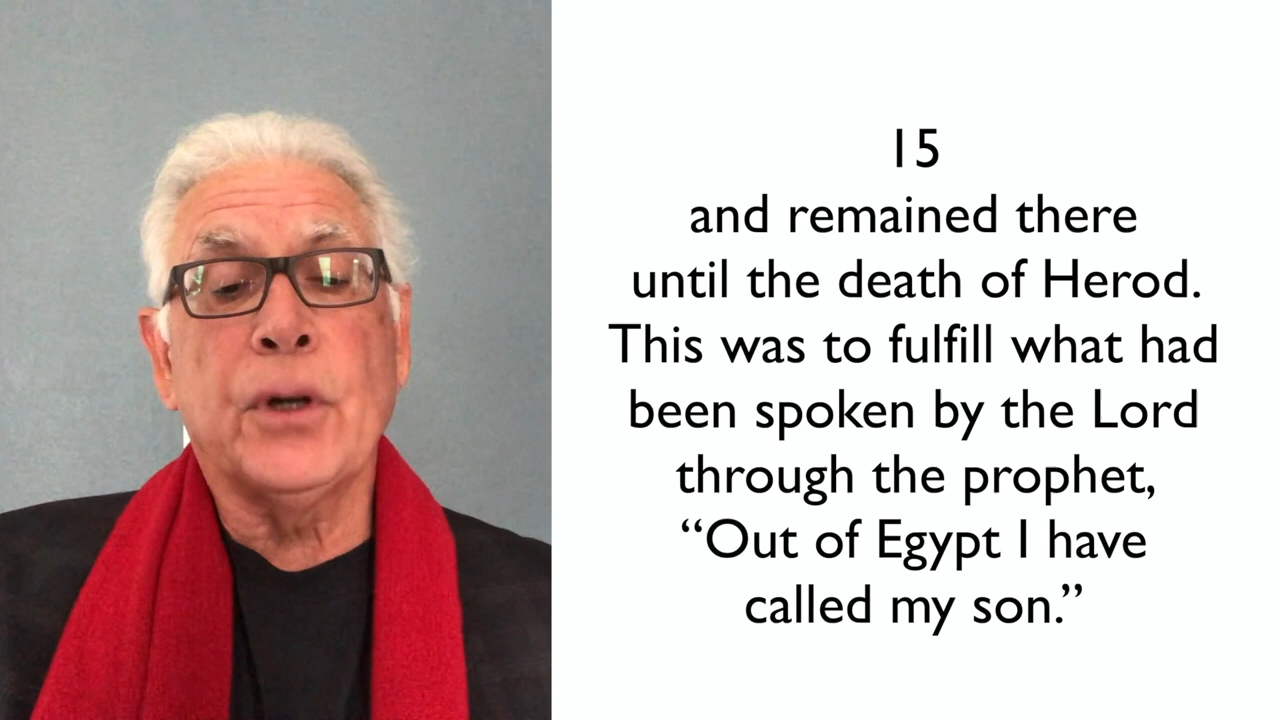 15
and remained there
until the death of Herod.
This was to fulfill what had
been spoken by the Lord
through the prophet,
“Out of Egypt I have
called my son.”